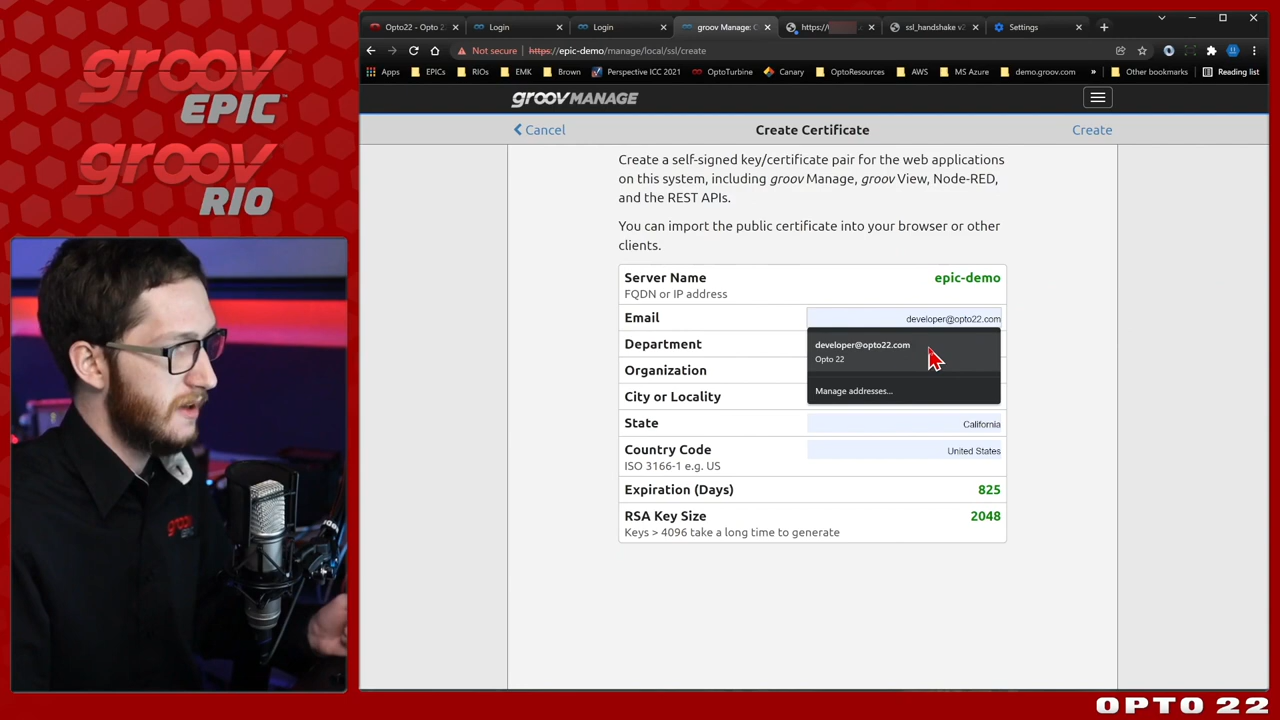 groov
EPIC™
groov
RIO
groov
Opto22 - Opto 2
Login
Login
groov Manage: C
https://
ssl_handshake v2
Settings
Not secure
https://epic-demo/manage/local/ssl/create
Apps
EPICs
RIOs
EMK
Brown
Perspective ICC 2021
OptoTurbine
Canary
OptoResources
AWS
MS Azure
demo.groov.com
»
Other bookmarks
Reading list
groov MANAGE
Cancel
Create Certificate
Create
Create a self-signed key/certificate pair for the web applications
on this system, including groov Manage, groov View, Node-RED,
and the REST APIs.
You can import the public certificate into your browser or other
clients.
Server Name
epic-demo
FQDN or IP address
Email
developer@opto22.com
developer@opto22.com
Opto 22
Manage addresses...
Department
Organization
City or Locality
State
California
Country Code
United States
ISO 3166-1 e.g. US
Expiration (Days)
825
RSA Key Size
2048
Keys > 4096 take a long time to generate
OPTO 22